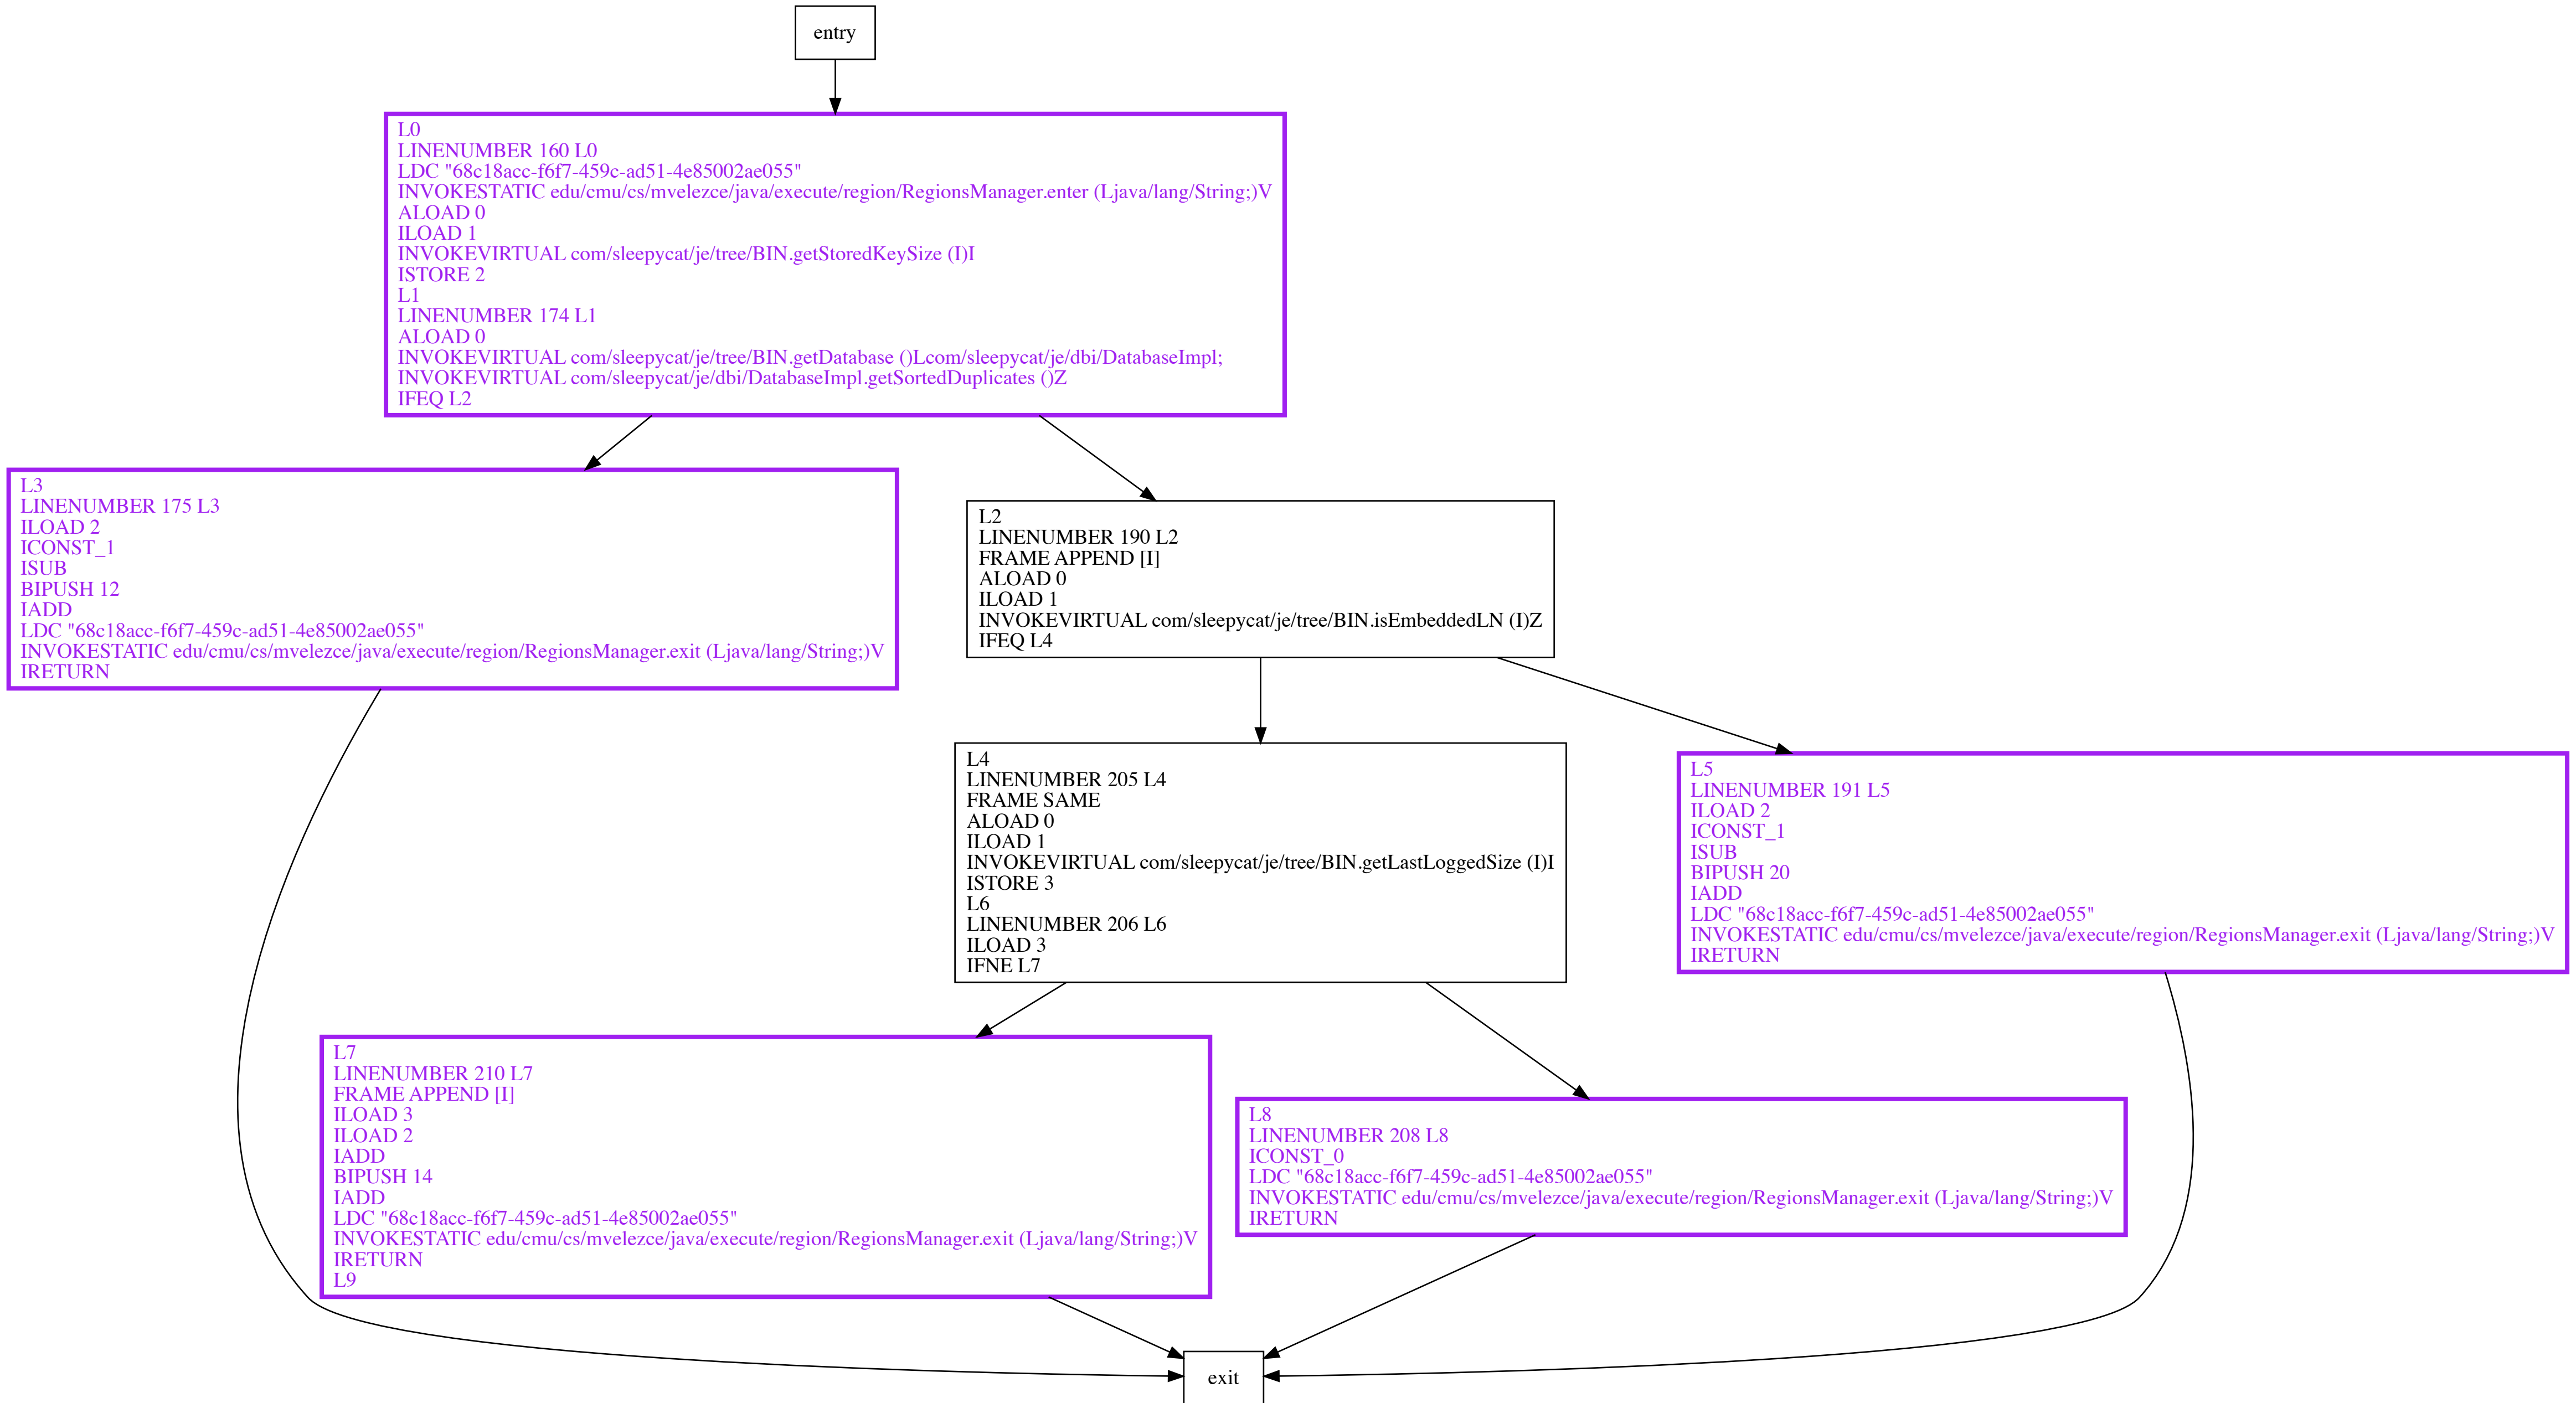 entry
L0
LINENUMBER 160 L0
LDC "68c18acc-f6f7-459c-ad51-4e85002ae055"
INVOKESTATIC edu/cmu/cs/mvelezce/java/execute/region/RegionsManager.enter (Ljava/lang/String;)V
ALOAD 0
ILOAD 1
INVOKEVIRTUAL com/sleepycat/je/tree/BIN.getStoredKeySize (I)I
ISTORE 2
L1
LINENUMBER 174 L1
ALOAD 0
INVOKEVIRTUAL com/sleepycat/je/tree/BIN.getDatabase ()Lcom/sleepycat/je/dbi/DatabaseImpl;
INVOKEVIRTUAL com/sleepycat/je/dbi/DatabaseImpl.getSortedDuplicates ()Z
IFEQ L2
L3
LINENUMBER 175 L3
ILOAD 2
ICONST_1
ISUB
BIPUSH 12
IADD
LDC "68c18acc-f6f7-459c-ad51-4e85002ae055"
INVOKESTATIC edu/cmu/cs/mvelezce/java/execute/region/RegionsManager.exit (Ljava/lang/String;)V
IRETURN
L2
LINENUMBER 190 L2
FRAME APPEND [I]
ALOAD 0
ILOAD 1
INVOKEVIRTUAL com/sleepycat/je/tree/BIN.isEmbeddedLN (I)Z
IFEQ L4
L4
LINENUMBER 205 L4
FRAME SAME
ALOAD 0
ILOAD 1
INVOKEVIRTUAL com/sleepycat/je/tree/BIN.getLastLoggedSize (I)I
ISTORE 3
L6
LINENUMBER 206 L6
ILOAD 3
IFNE L7
L5
LINENUMBER 191 L5
ILOAD 2
ICONST_1
ISUB
BIPUSH 20
IADD
LDC "68c18acc-f6f7-459c-ad51-4e85002ae055"
INVOKESTATIC edu/cmu/cs/mvelezce/java/execute/region/RegionsManager.exit (Ljava/lang/String;)V
IRETURN
L7
LINENUMBER 210 L7
FRAME APPEND [I]
ILOAD 3
ILOAD 2
IADD
BIPUSH 14
IADD
LDC "68c18acc-f6f7-459c-ad51-4e85002ae055"
INVOKESTATIC edu/cmu/cs/mvelezce/java/execute/region/RegionsManager.exit (Ljava/lang/String;)V
IRETURN
L9
L8
LINENUMBER 208 L8
ICONST_0
LDC "68c18acc-f6f7-459c-ad51-4e85002ae055"
INVOKESTATIC edu/cmu/cs/mvelezce/java/execute/region/RegionsManager.exit (Ljava/lang/String;)V
IRETURN
exit